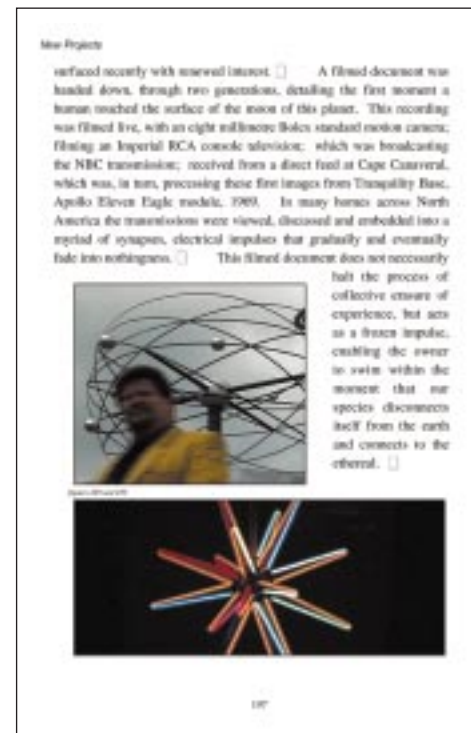 New Projects
surfaced recently with renewed interest. A filmed document was
handed down, through two generations, detailing the first moment a
human touched the surface of the moon of this planet. This recording
was filmed live, with an eight millimetre Bolex standard motion camera;
filming an Imperial RCA console television; which was broadcasting
the NBC transmission; received from a direct feed at Cape Canaveral,
which was, in turn, processing these first images from Tranquility Base,
Apollo Eleven Eagle module, 1969. In many homes across North
America the transmissions were viewed, discussed and embedded into a
myriad of synapses, electrical impulses that gradually and eventually
fade into nothingness. This filmed document does not necessarily
halt the process of
collective erasure of
experience, but acts
as a frozen impulse,
enabling the owner
to swim within the
moment that our
species disconnects
itself from the earth
and connects to the
ethereal.